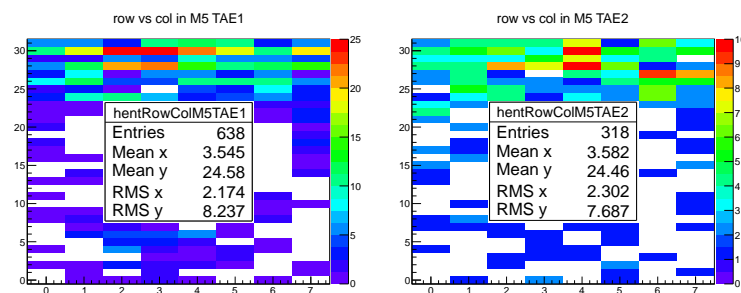 row vs col in M5 TAE1
30
25
20
15
10
5
0
0 1 2 3 4 5 6 7
25
20
15
10
5
0
hentRowColM5TAE1
Entries 638
Mean x 3.545
Mean y 24.58
RMS x 2.174
RMS y 8.237
row vs col in M5 TAE2
30
25
20
15
10
5
0
0 1 2 3 4 5 6 7
10
9
8
7
6
5
4
3
2
1
0
hentRowColM5TAE2
Entries 318
Mean x 3.582
Mean y 24.46
RMS x 2.302
RMS y 7.687